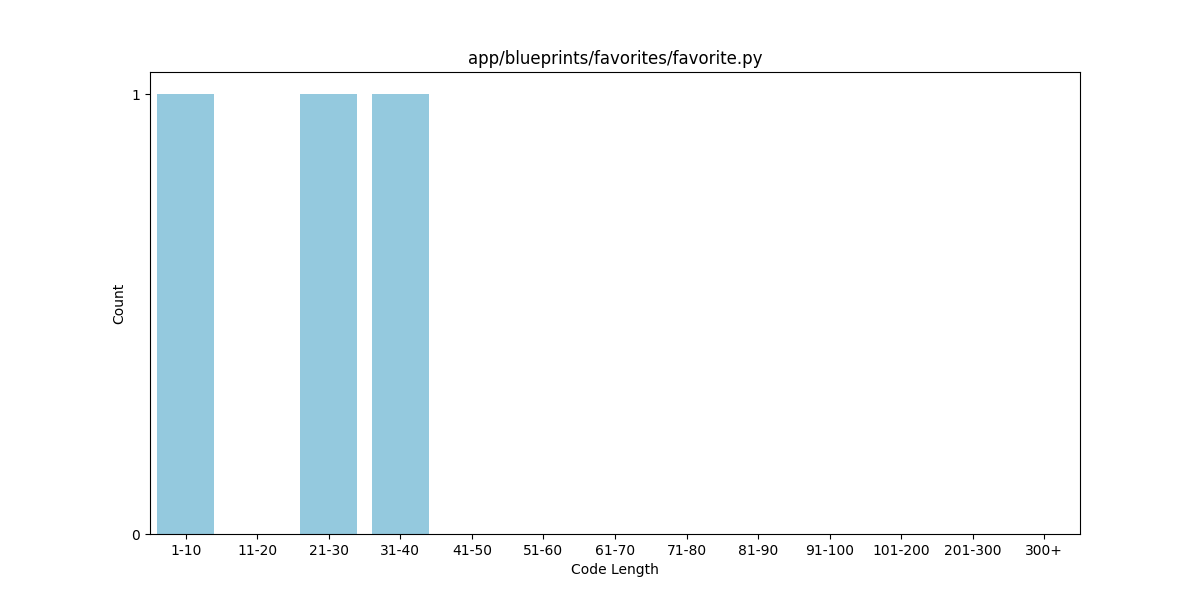 app/blueprints/favorites/favorite.py
1
0
Count
1-10 11-20 21-30 31-40 41-50 51-60 61-70 71-80 81-90 91-100 101-200 201-300 300+
Code Length